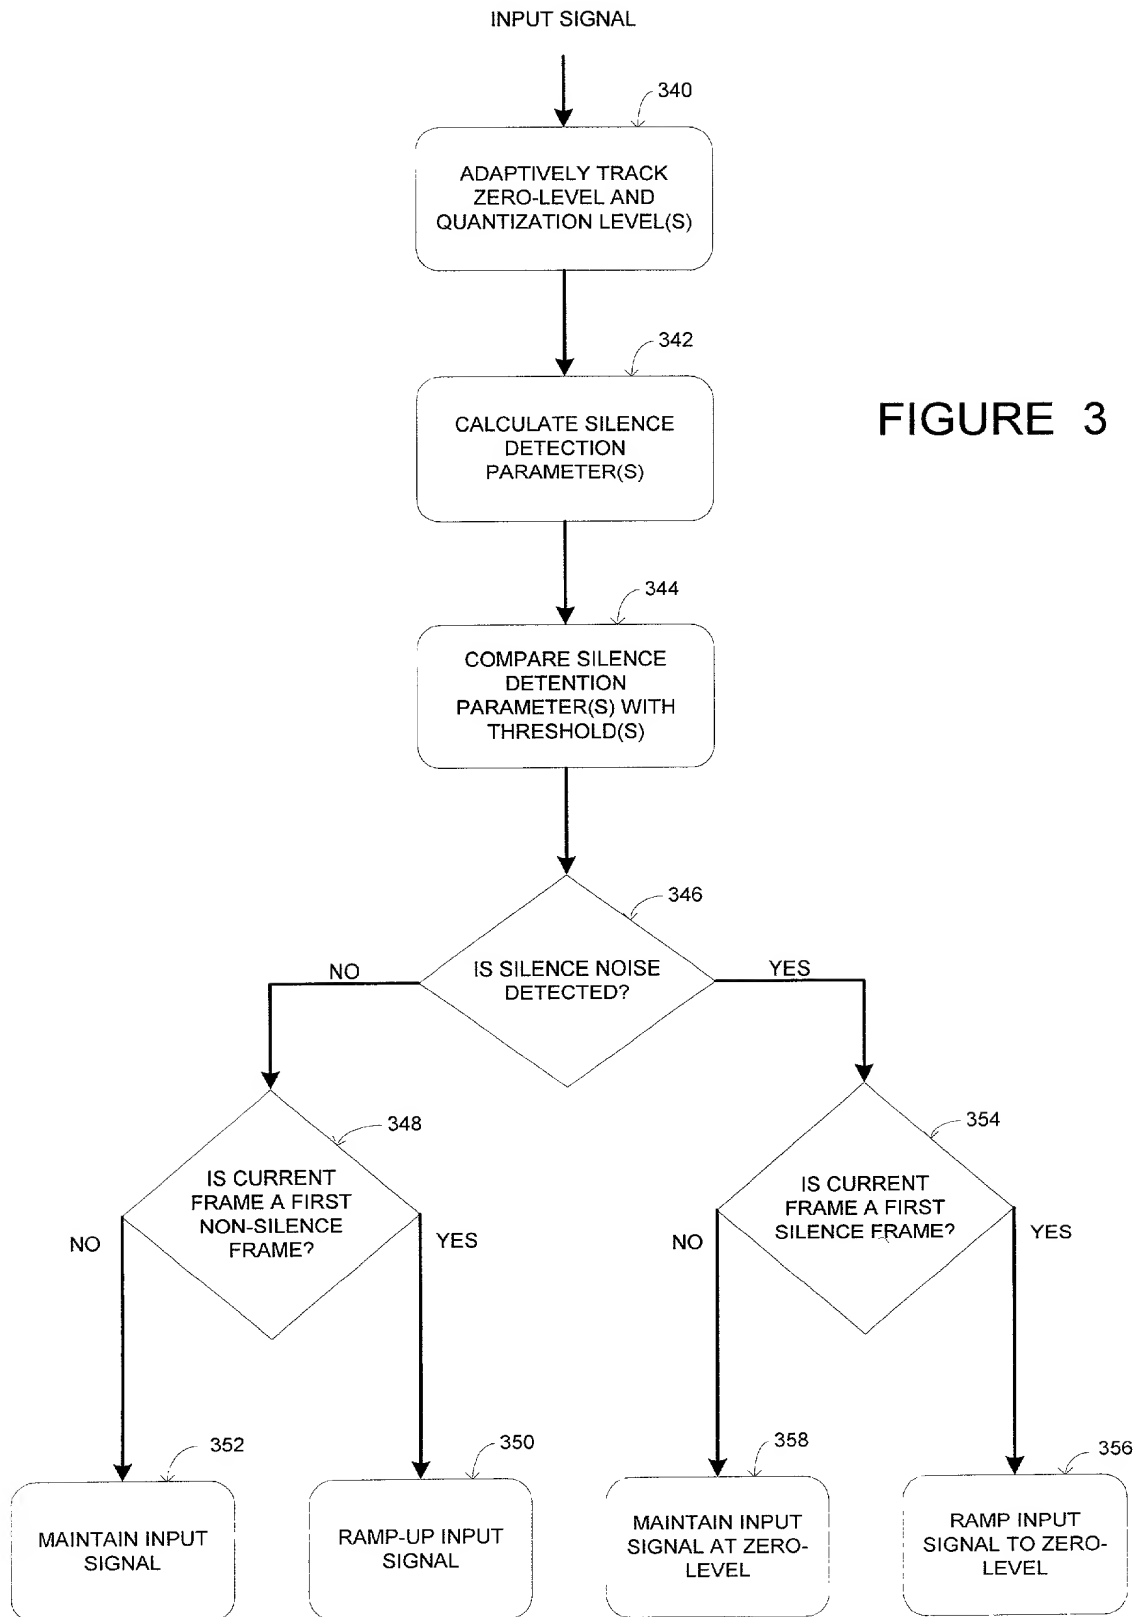 INPUT SIGNAL
340
ADAPTIVELY TRACK
ZERO-LEVEL AND
QUANTIZATION LEVEL(S)
342
CALCULATE SILENCE
DETECTION
PARAMETER(S)
FIGURE 3
344
COMPARE SILENCE
DETENTION
PARAMETER(S) WITH
THRESHOLD(S)
346
IS SILENCE NOISE
DETECTED?
NO
YES
348
IS CURRENT
FRAME A FIRST
NON-SILENCE
FRAME?
NO
YES
354
IS CURRENT
FRAME A FIRST
SILENCE FRAME?
NO
YES
352
MAINTAIN INPUT
SIGNAL
350
RAMP-UP INPUT
SIGNAL
358
MAINTAIN INPUT
SIGNAL AT ZERO-
LEVEL
356
RAMP INPUT
SIGNAL TO ZERO-
LEVEL